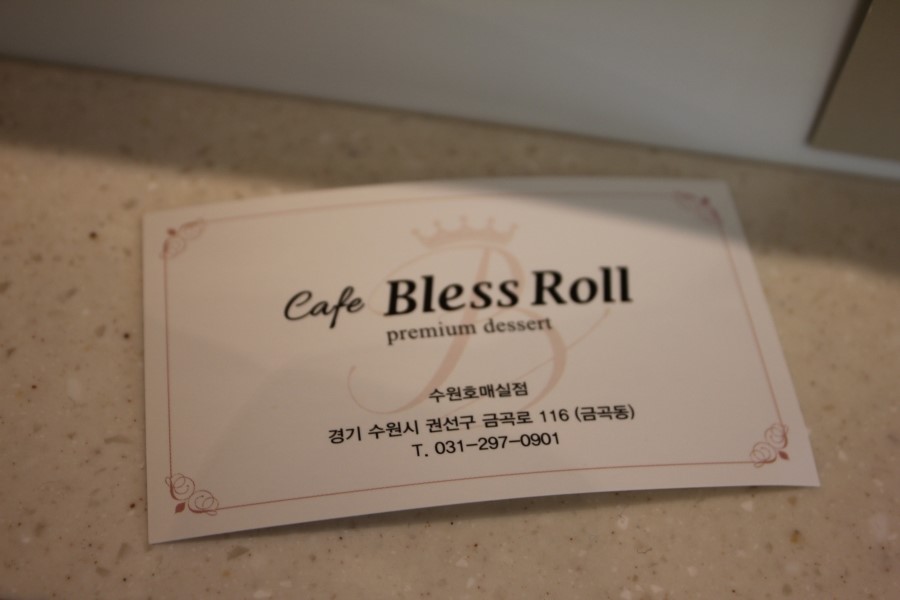 Cafe Bless Roll
premium dessert
수원호매실점
경기 수원시 권선구 금곡로 116 (금곡동)
T. 031-297-0901